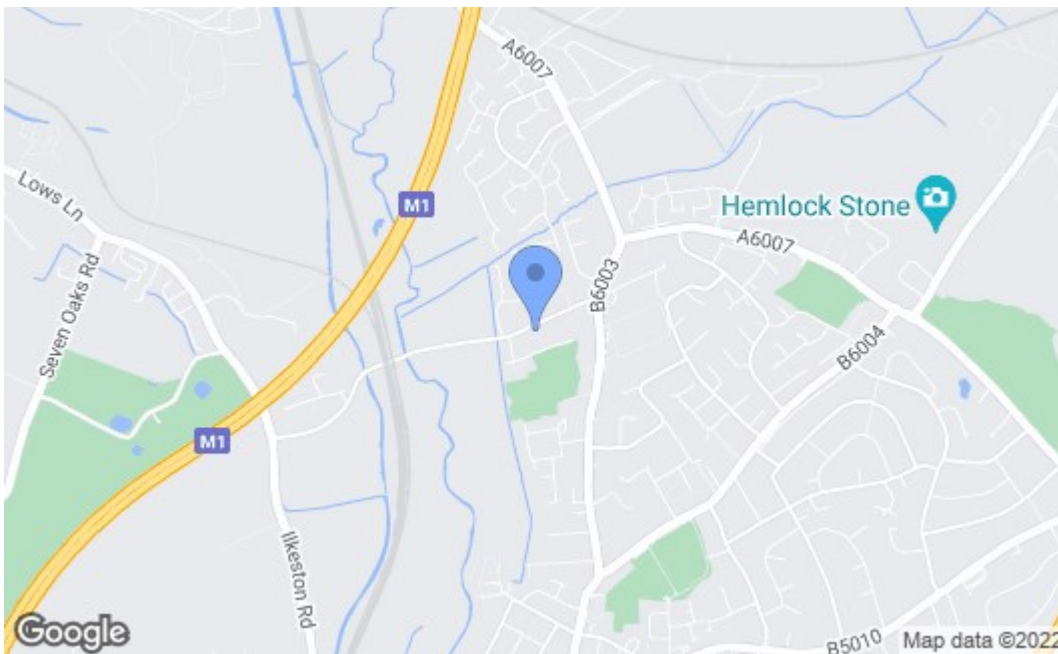 A6007
Lows Ln
M1
Hemlock Stone
A6007
Seven Oaks Rd
B6003
B6004
M1
Ilkeston Rd
Google
B5010
Map data ©2022